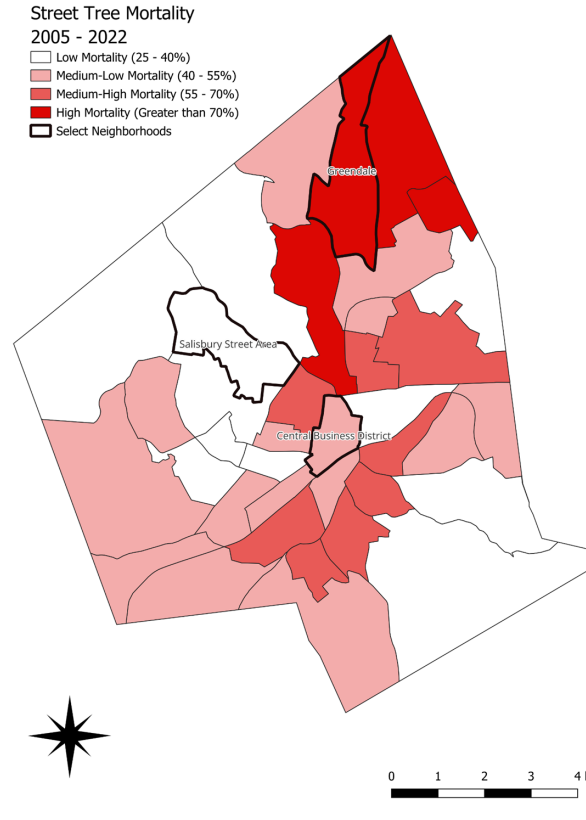 Street Tree Mortality
2005 - 2022
Low Mortality (25 - 40%)
Medium-Low Mortality (40 - 55%)
Medium-High Mortality (55 - 70%)
High Mortality (Greater than 70%)
Select Neighborhoods
Greendale
Salisbury Street Area
Central Business District
0 1 2 3 4